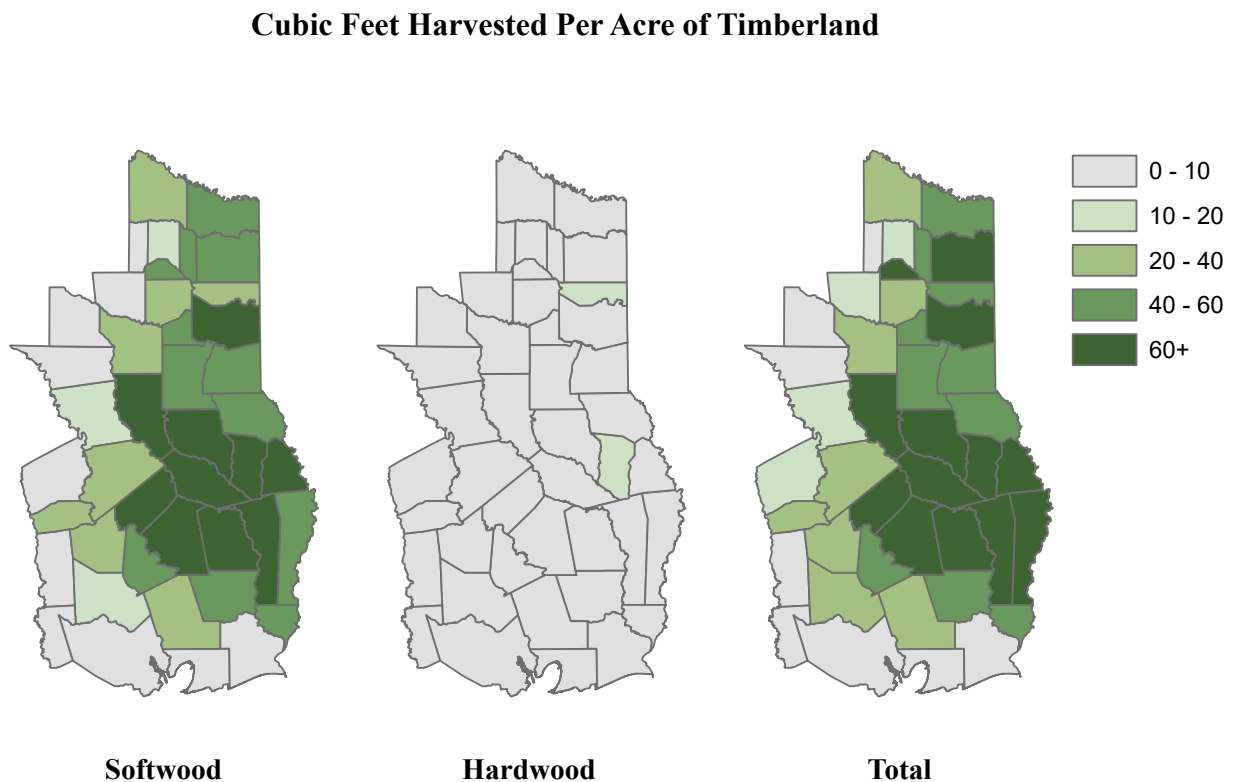 Cubic Feet Harvested Per Acre of Timberland
0 - 10
10 - 20
20 - 40
40 - 60
60+
Softwood
Hardwood
Total